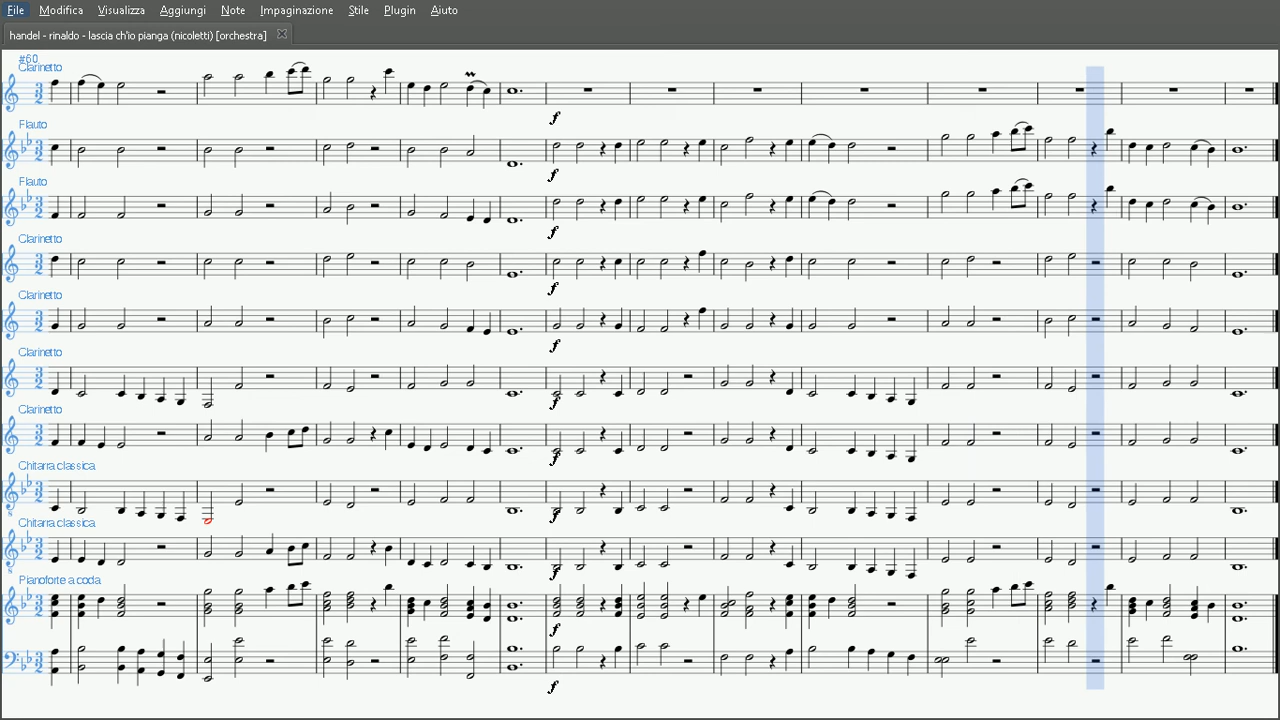 File Modifica Visualizza Aggiungi Note Impaginazione Stile Plugin Aiuto
handel - rinaldo - lascia ch'io pianga (nicoletti) [orchestra]
#60
Clarinetto
Flauto
Flauto
Clarinetto
Clarinetto
Clarinetto
Clarinetto
Chitarra classica
Chitarra classica
Pianoforte a coda